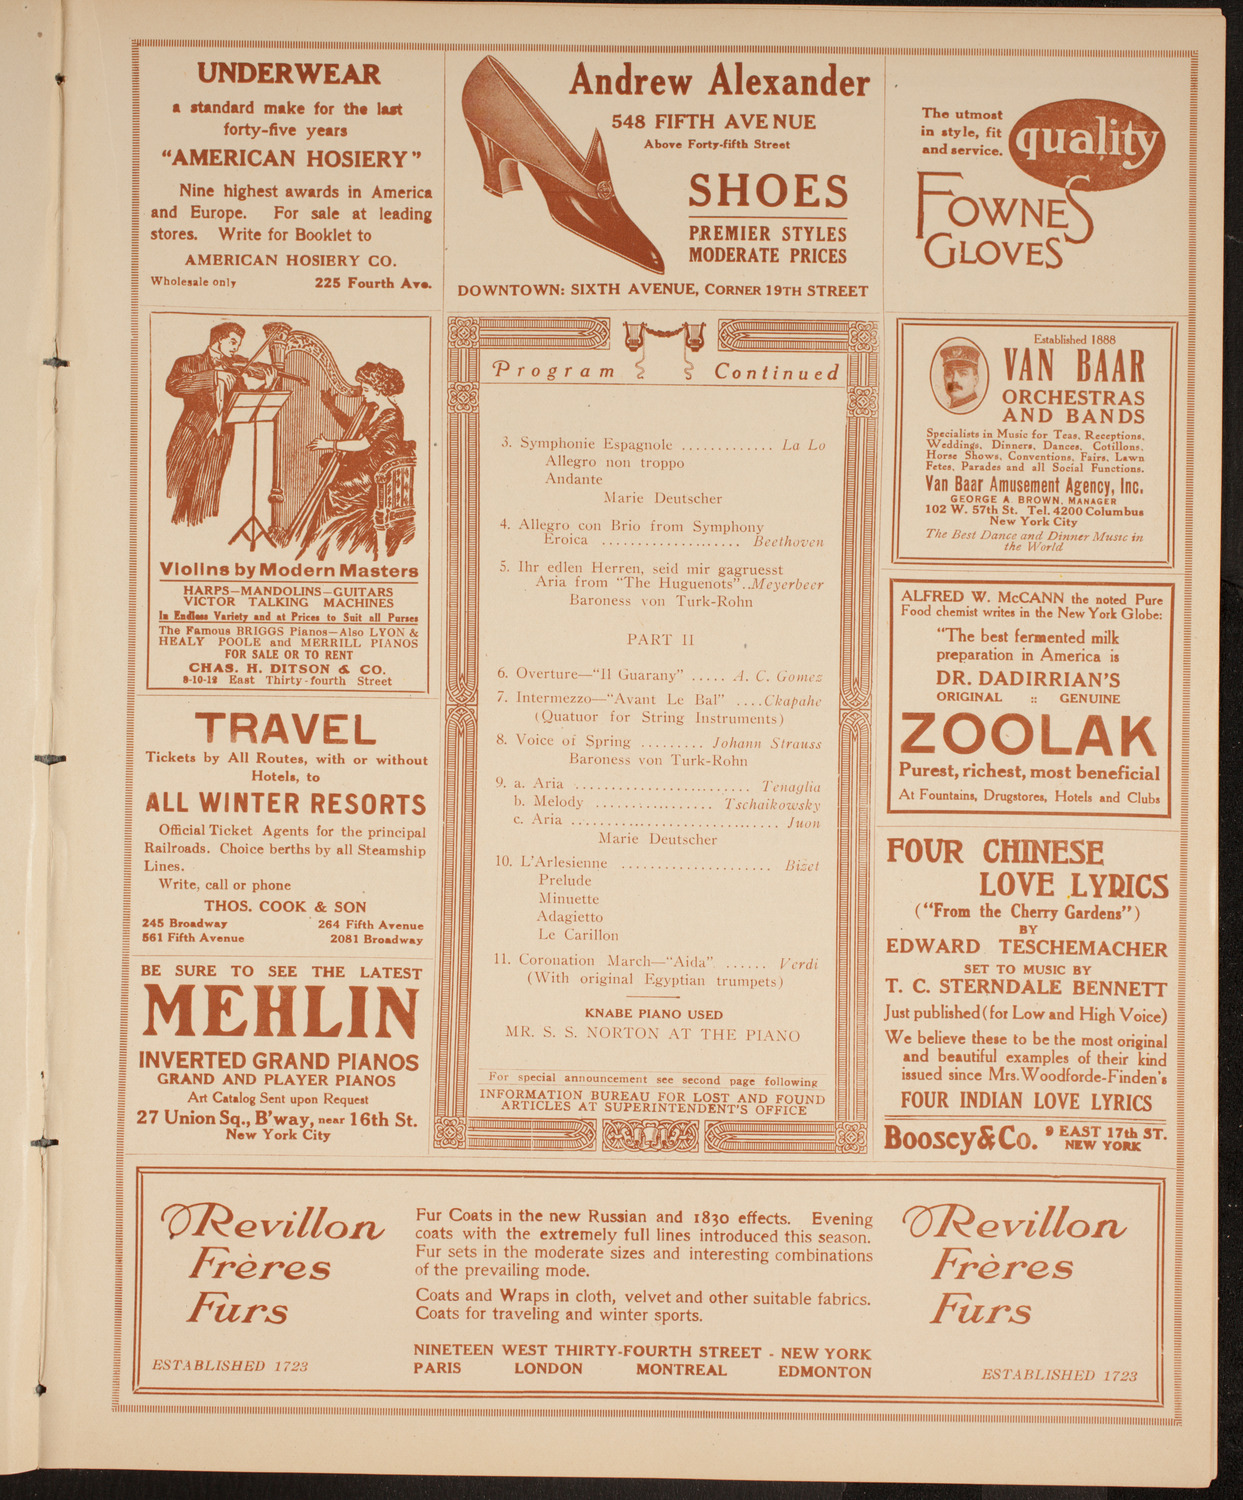 UNDERWEAR
a standard make for the last
forty-five years
"AMERICAN HOSIERY"
Nine highest awards in America
and Europe. For sale at leading
stores. Write for Booklet to
AMERICAN HOSIERY CO.
Wholesale only 225 Fourth Ave.
Andrew Alexander
548 FIFTH AVENUE
Above Forty-fifth Street
SHOES
PREMIER STYLES
MODERATE PRICES
DOWNTOWN: SIXTH AVENUE, CORNER 19TH STREET
The utmost
in style, fit
and service.
quality
FOWNES
GLOVES
Violins by Modern Masters
HARPS—MANDOLINS—GUITARS
VICTOR TALKING MACHINES
In Endless Variety and at Prices to Suit all Purses
The Famous BRIGGS Pianos—Also LYON &
HEALY POOLE and MERRILL PIANOS
FOR SALE OR TO RENT
CHAS. H. DITSON & CO.
8-10-12 East Thirty-fourth Street
TRAVEL
Tickets by All Routes, with or without
Hotels, to
ALL WINTER RESORTS
Official Ticket Agents for the principal
Railroads. Choice berths by all Steamship
Lines.
Write, call or phone
THOS. COOK & SON
245 Broadway 264 Fifth Avenue
561 Fifth Avenue 2081 Broadway
BE SURE TO SEE THE LATEST
MEHLIN
INVERTED GRAND PIANOS
GRAND AND PLAYER PIANOS
Art Catalog Sent upon Request
27 Union Sq., B'way, near 16th St.
New York City
Program Continued
3. Symphonie Espagnole ............. La Lo
Allegro non troppo
Andante
Marie Deutscher
4. Allegro con Brio from Symphony
Eroica .................... Beethoven
5. Ihr edlen Herren, seid mir gagruesst
Aria from "The Huguenots"..Meyerbeer
Baroness von Turk-Rohn
PART II
6. Overture—"Il Guarany" ..... A. C. Gomez
7. Intermezzo—"Avant Le Bal" ....Ckapahe
(Quatuor for String Instruments)
8. Voice of Spring ......... Johann Strauss
Baroness von Turk-Rohn
9. a. Aria ......................... Tenaglia
b. Melody ................. Tschaikowsky
c. Aria .............................. Juon
Marie Deutscher
10. L'Arlesienne ..................... Bizet
Prelude
Minuette
Adagietto
Le Carillon
11. Coronation March—"Aida". ...... Verdi
(With original Egyptian trumpets)
KNABE PIANO USED
MR. S. S. NORTON AT THE PIANO
For special announcement see second page following
INFORMATION BUREAU FOR LOST AND FOUND
ARTICLES AT SUPERINTENDENT'S OFFICE
Established 1888
VAN BAAR
ORCHESTRAS
AND BANDS
Specialists in Music for Teas, Receptions,
Weddings, Dinners, Dances, Cotillons,
Horse Shows, Conventions, Fairs, Lawn
Fetes, Parades and all Social Functions.
Van Baar Amusement Agency, Inc.
GEORGE A. BROWN, MANAGER
102 W. 57th St. Tel. 4200 Columbus
New York City
The Best Dance and Dinner Music in
the World
ALFRED W. McCANN the noted Pure
Food chemist writes in the New York Globe:
"The best fermented milk
preparation in America is
DR. DADIRRIAN'S
ORIGINAL :: GENUINE
ZOOLAK
Purest, richest, most beneficial
At Fountains, Drugstores, Hotels and Clubs
FOUR CHINESE
LOVE LYRICS
("From the Cherry Gardens")
BY
EDWARD TESCHEMACHER
SET TO MUSIC BY
T. C. STERNDALE BENNETT
Just published (for Low and High Voice)
We believe these to be the most original
and beautiful examples of their kind
issued since Mrs. Woodforde-Finden's
FOUR INDIAN LOVE LYRICS
Boosey & Co. 9 EAST 17th ST.
NEW YORK
Revillon
Frères
Furs
ESTABLISHED 1723
Fur Coats in the new Russian and 1830 effects. Evening
coats with the extremely full lines introduced this season.
Fur sets in the moderate sizes and interesting combinations
of the prevailing mode.
Coats and Wraps in cloth, velvet and other suitable fabrics.
Coats for traveling and winter sports.
NINETEEN WEST THIRTY-FOURTH STREET - NEW YORK
PARIS LONDON MONTREAL EDMONTON
Revillon
Frères
Furs
ESTABLISHED 1723